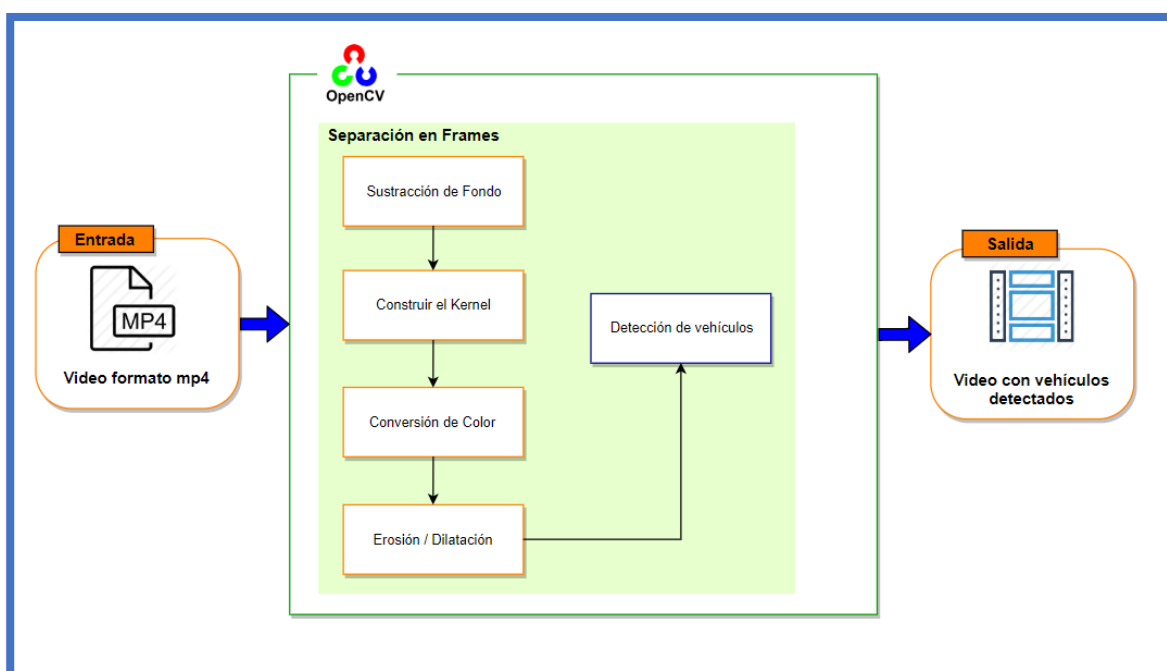 OpenCV
Separación en Frames
Sustracción de Fondo
Entrada
MP4
Video formato mp4
Construir el Kernel
Conversión de Color
Erosión / Dilatación
Detección de vehículos
Salida
Video con vehículos
detectados